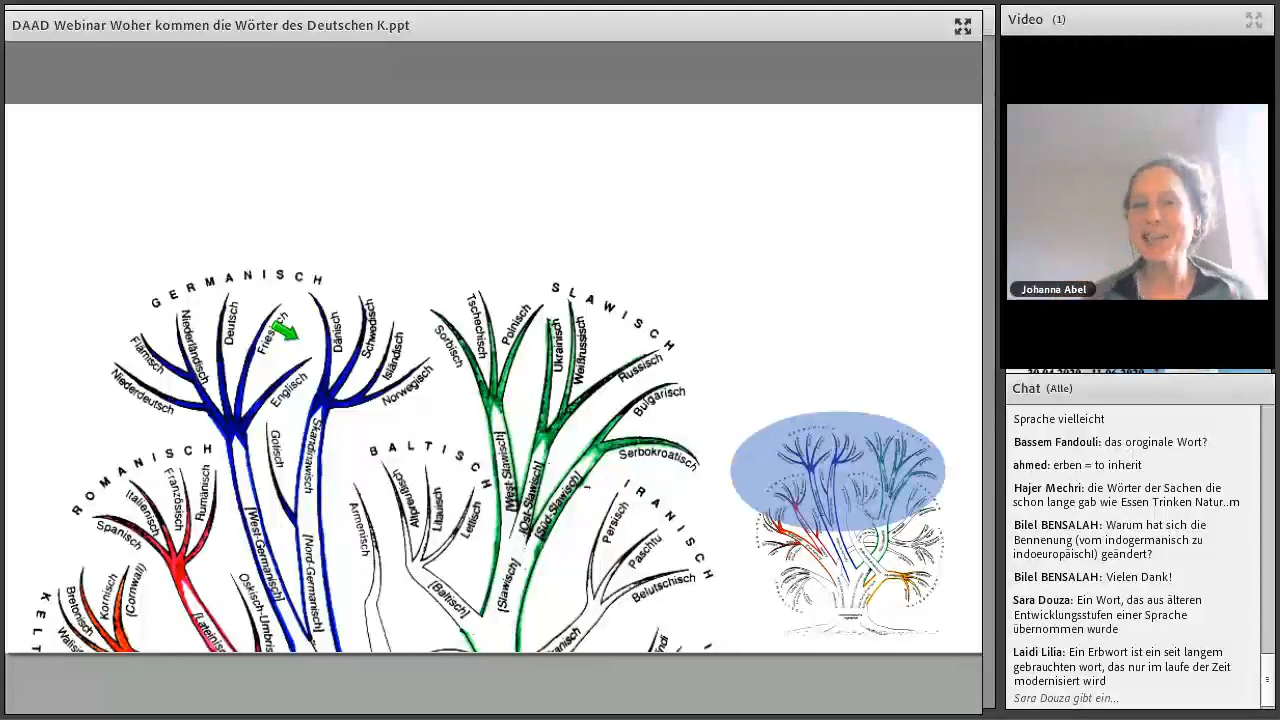 DAAD Webinar Woher kommen die Wörter des Deutschen K.ppt
GERMANISCH
Niederdeutsch
Flämisch
Niederländisch
Deutsch
Englisch
Dänisch
Schwedisch
Isländisch
Norwegisch
Gotisch
Skandinawisch
[West-Germanisch]
[Nord-Germanisch]
SLAWISCH
Sorbisch
Tschechisch
Polnisch
Ukrainisch
Weißrussisch
Russisch
Bulgarisch
Serbokroatisch
[West-Slawisch]
[Ost-Slawisch]
[Süd-Slawisch]
[Slawisch]
ROMANISCH
Spanisch
Italienisch
Französisch
Rumänisch
Oskisch-Umbris
BALTISCH
Altpreußisch
Litauisch
Lettisch
[Baltisch]
Armenisch
IRANISCH
Persisch
Paschtu
Belutschisch
KELT
Bretonisch
Kornisch
(Cornwall)
Video (1)
Johanna Abel
Chat (Alle)
Sprache vielleicht
Bassem Fandouli: das oroginale Wort?
ahmed: erben = to inherit
Hajer Mechri: die Wörter der Sachen die
schon lange gab wie Essen Trinken Natur..m
Bilel BENSALAH: Warum hat sich die
Bennenung (vom indogermanisch zu
indoeuropäisch!) geändert?
Bilel BENSALAH: Vielen Dank!
Sara Douza: Ein Wort, das aus älteren
Entwicklungsstufen einer Sprache
übernommen wurde
Laidi Lilia: Ein Erbwort ist ein seit langem
gebrauchten wort, das nur im laufe der Zeit
modernisiert wird
Sara Douza gibt ein...